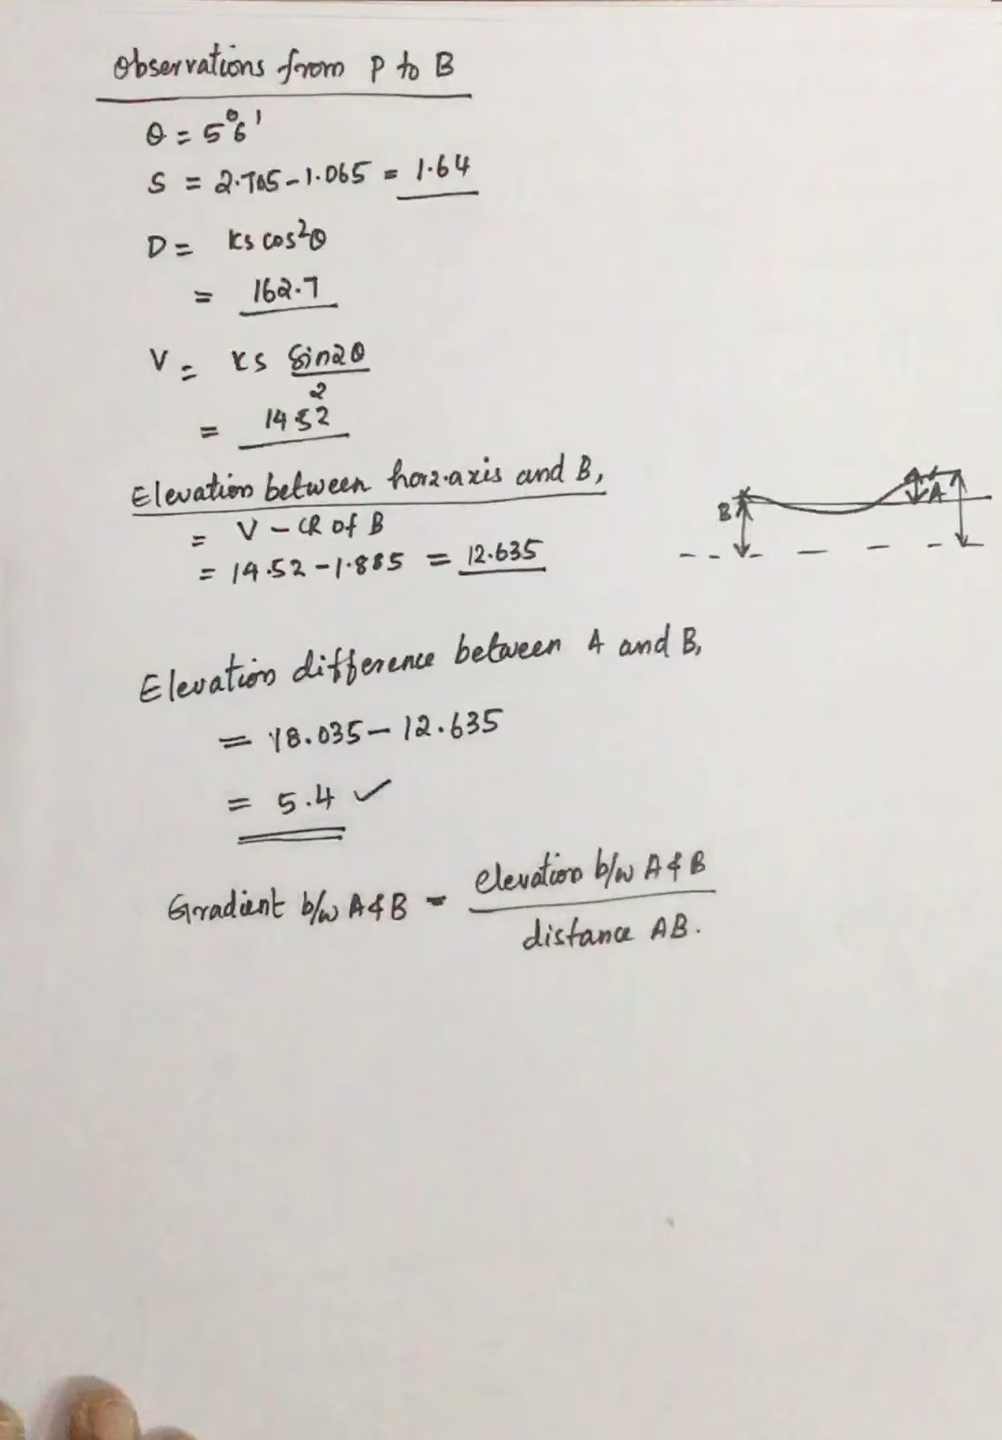 Observations from P to B
θ = 5°6'
S = 2.705-1.065 = 1.64
D = ks cos²θ
= 162.7
V = ks sin2θ
2
= 14.52
Elevation between horz.axis and B,
= V - CR of B
= 14.52 - 1.885 = 12.635
B
A
Elevation difference between A and B,
= 18.035 - 12.635
= 5.4 ✓
Gradient b/w A & B = elevation b/w A & B
distance AB.